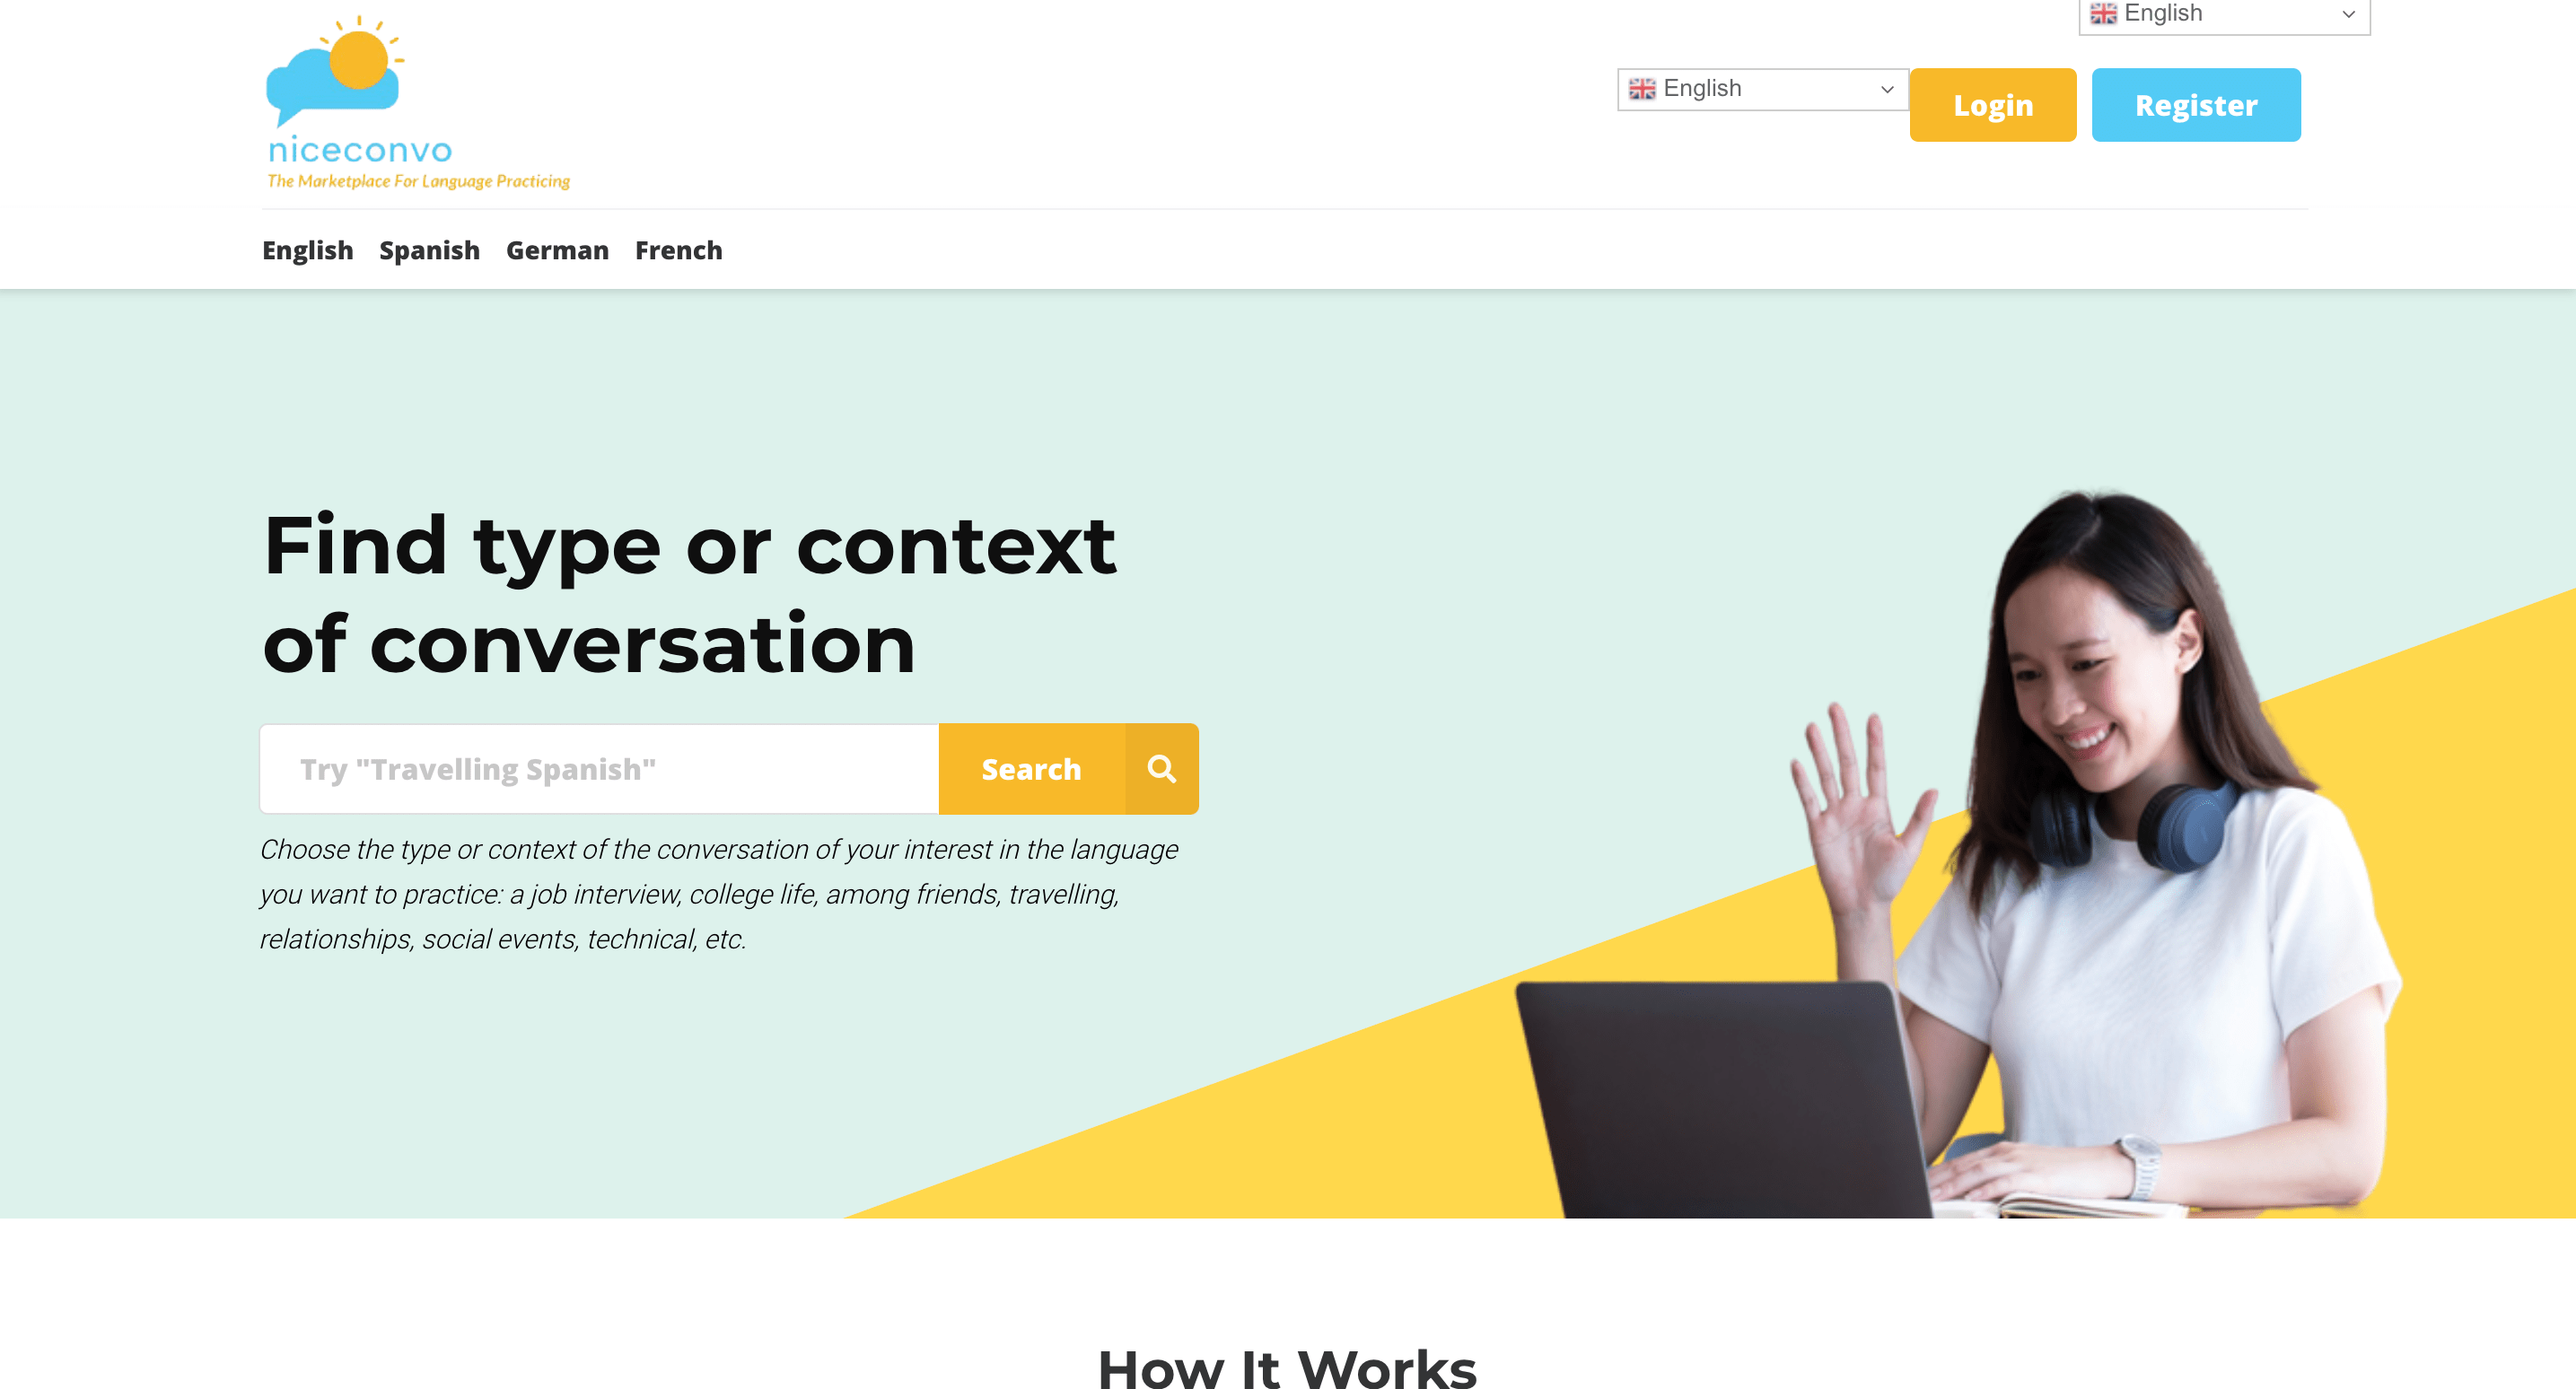 English
English
Login
Register
niceconvo
The Marketplace For Language Practicing
English Spanish German French
Find type or context
of conversation
Try "Travelling Spanish"
Search
Choose the type or context of the conversation of your interest in the language
you want to practice: a job interview, college life, among friends, travelling,
relationships, social events, technical, etc.
How It Works